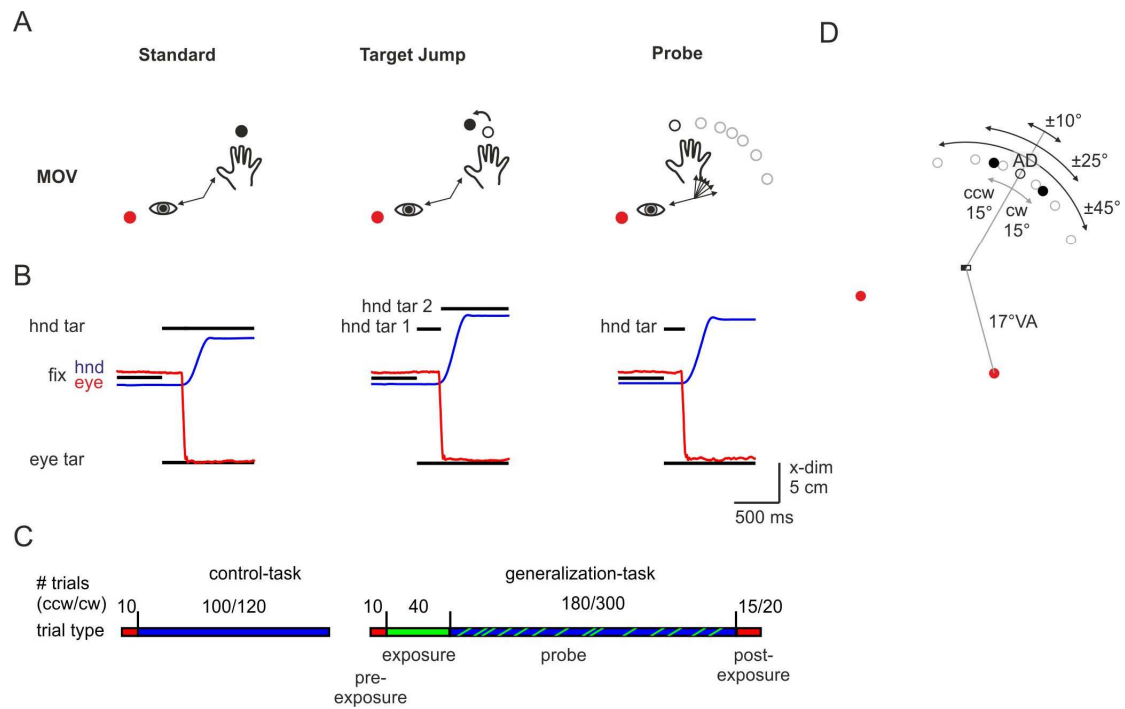 A
Standard
Target Jump
Probe
MOV
B
hnd tar
hnd
fix
eye
eye tar
hnd tar 2
hnd tar 1
hnd tar
x-dim
5 cm
500 ms
C
# trials
(ccw/cw)
trial type
control-task
10
100/120
generalization-task
10
40
180/300
15/20
exposure
probe
pre-
exposure
post-
exposure
D
±10°
AD
±25°
ccw
15°
cw
15°
±45°
17°VA